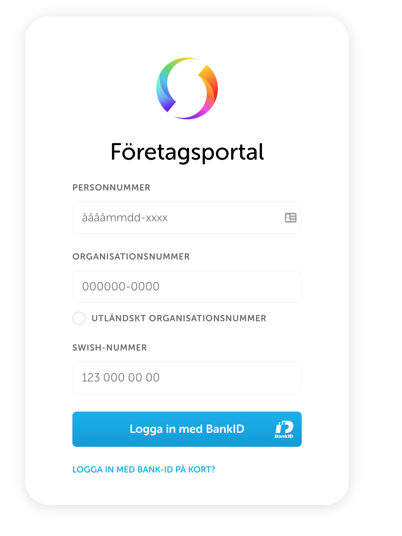 Företagsportal
PERSONNUMMER
ååååmmdd-xxxx
ORGANISATIONSNUMMER
000000-0000
UTLÄNDSKT ORGANISATIONSNUMMER
SWISH-NUMMER
123 000 00 00
Logga in med BankID
BankID
LOGGA IN MED BANK-ID PÅ KORT?